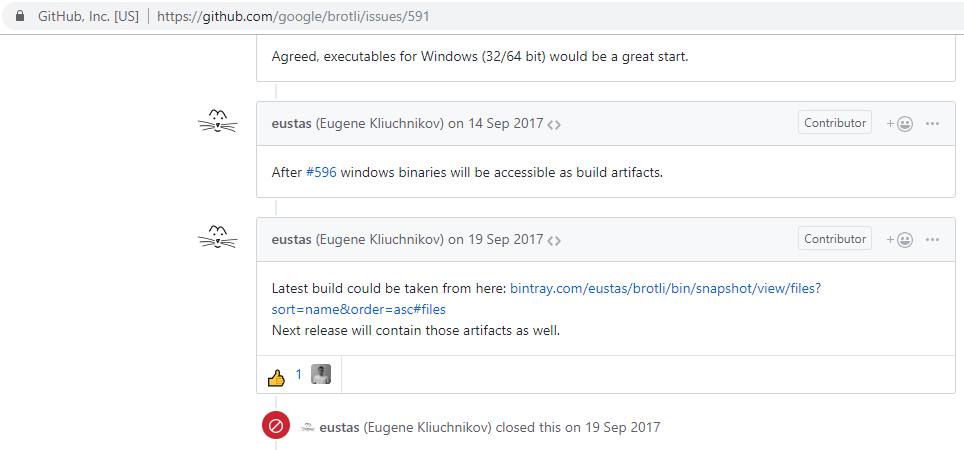 GitHub, Inc. [US] | https://github.com/google/brotli/issues/591
Agreed, executables for Windows (32/64 bit) would be a great start.
eustas (Eugene Kliuchnikov) on 14 Sep 2017 <> Contributor + ...
After #596 windows binaries will be accessible as build artifacts.
eustas (Eugene Kliuchnikov) on 19 Sep 2017 <> Contributor + ...
Latest build could be taken from here: bintray.com/eustas/brotli/bin/snapshot/view/files?
sort=name&order=asc#files
Next release will contain those artifacts as well.
1
eustas (Eugene Kliuchnikov) closed this on 19 Sep 2017